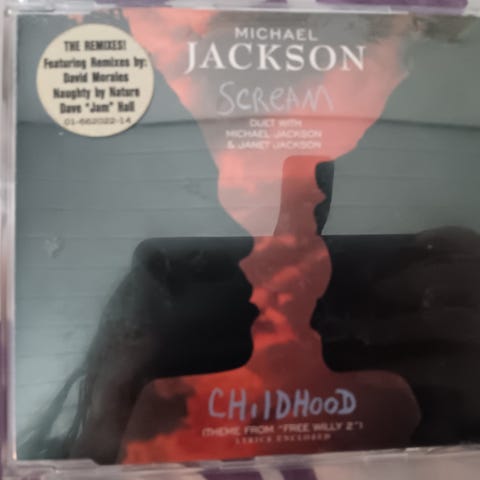 THE REMIXES!
Featuring Remixes by:
David Morales
Naughty by Nature
Dave "Jam" Hall
01-662022-14
MICHAEL
JACKSON
SCREAM
DUET WITH
MICHAEL JACKSON
& JANET JACKSON
CHILDHOOD
(THEME FROM "FREE WILLY 2")
LYRICS ENCLOSED